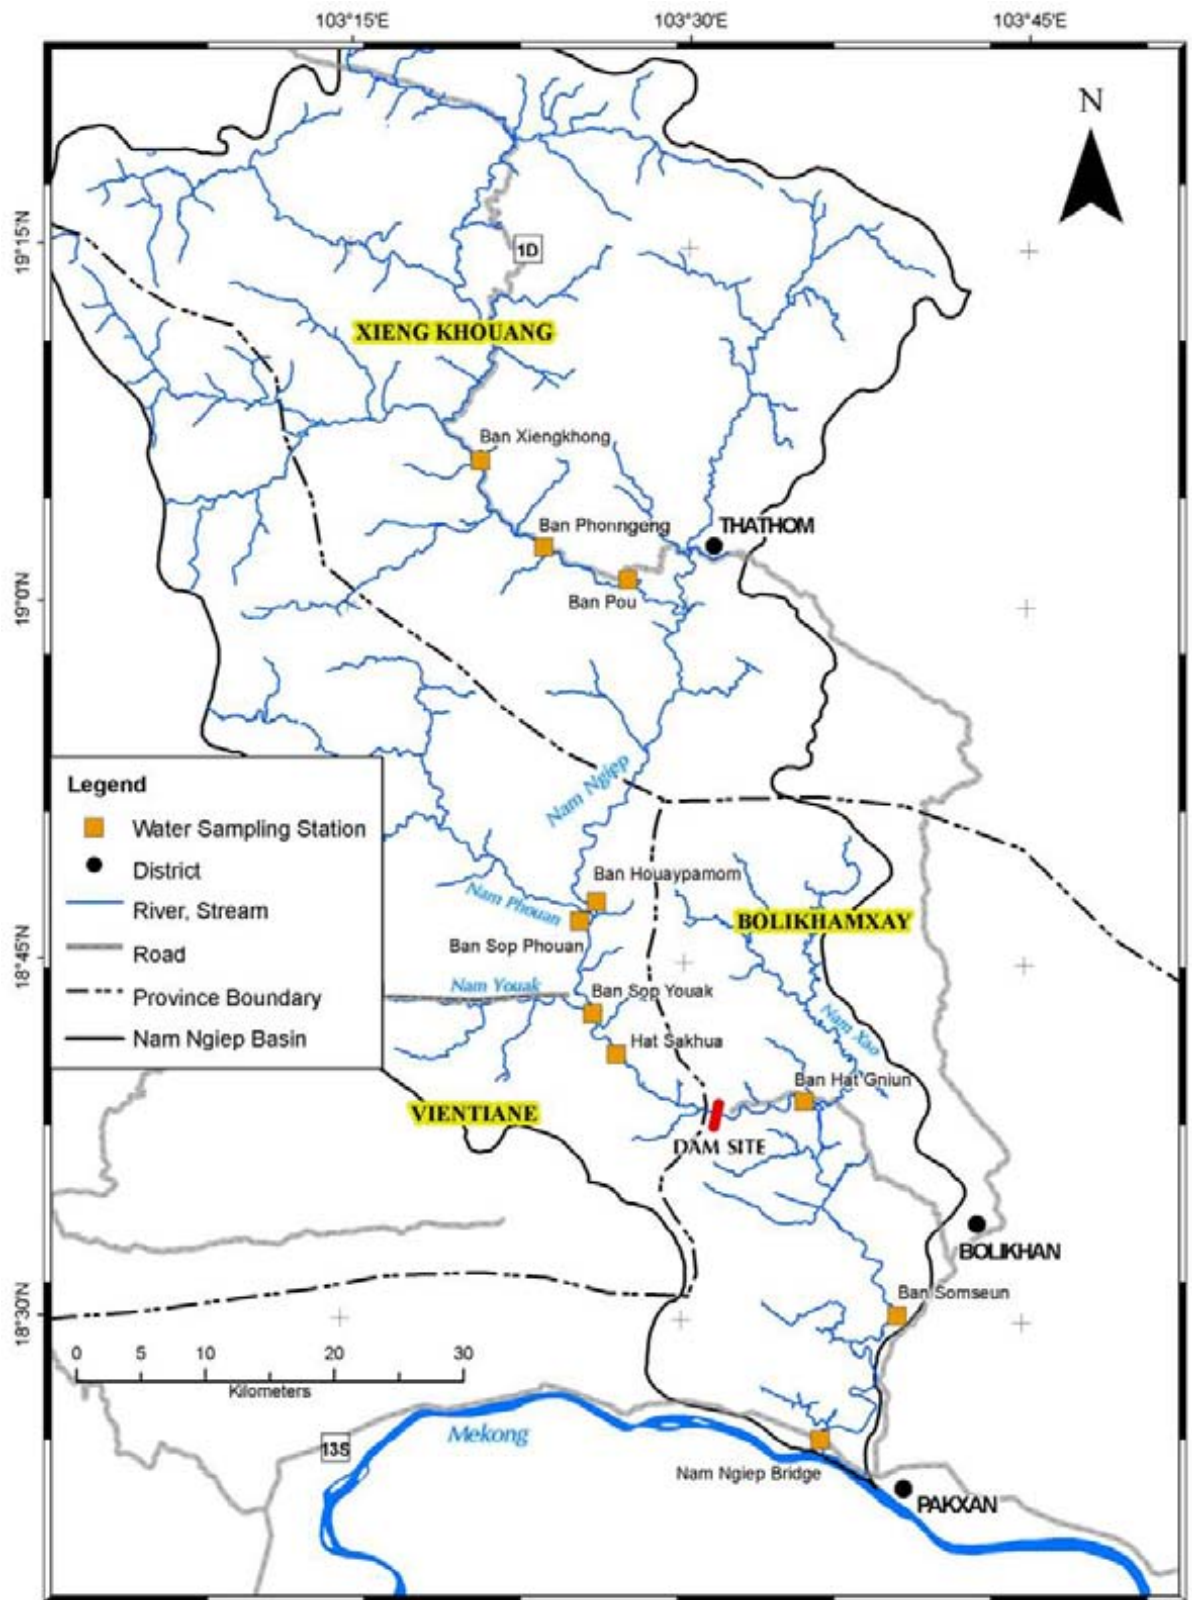 103°15'E
103°30'E
103°45'E
N
19°15'N
1D
XIENG KHOUANG
Ban Xiengkhong
Ban Phonngeng
THATHOM
Ban Pou
19°0'N
Nam Ngiep
Legend
Water Sampling Station
District
River, Stream
Road
Province Boundary
Nam Ngiep Basin
Ban Houaypamom
Nam Phouan
BOLIKHAMXAY
Ban Sop Phouan
18°45'N
Nam Youak
Ban Sop Youak
Nam Xao
Hat Sakhua
Ban Hat Gniun
VIENTIANE
DAM SITE
BOLIKHAN
Ban Somseun
18°30'N
0 5 10 20 30
Kilometers
Mekong
13S
Nam Ngiep Bridge
PAKXAN